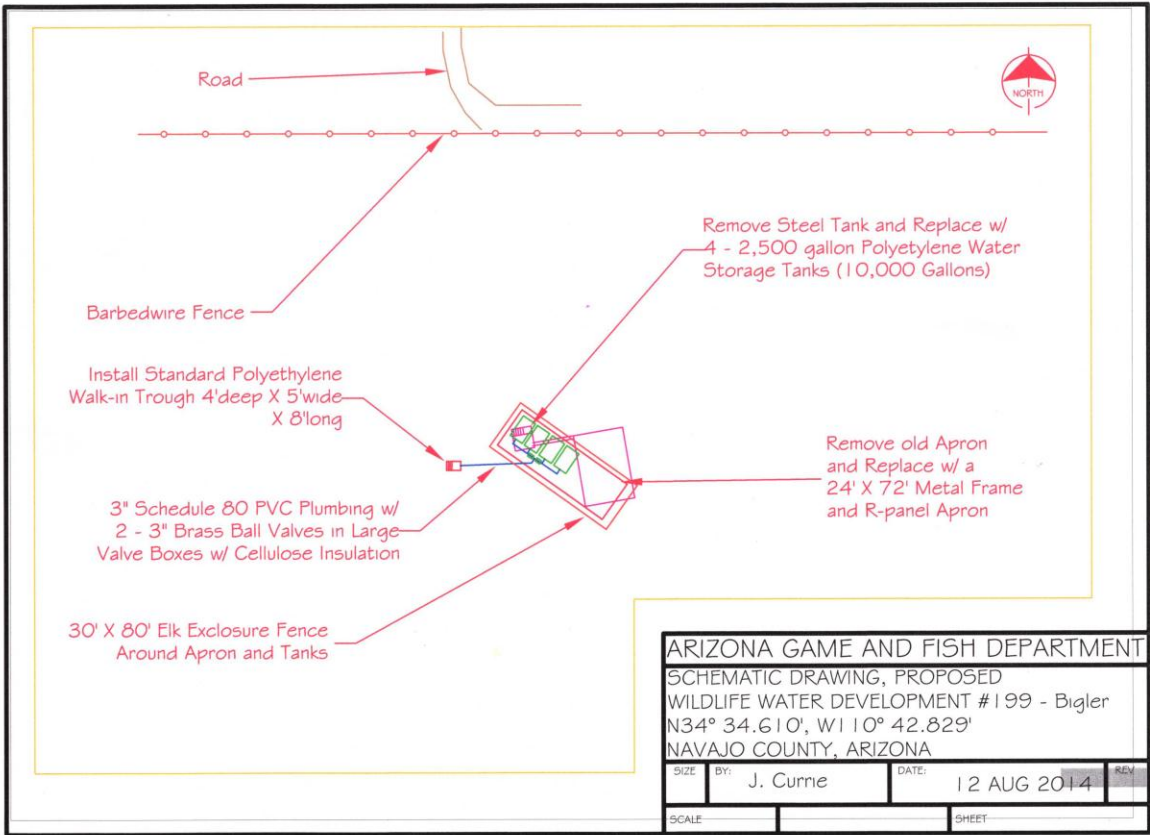 Road
NORTH
Remove Steel Tank and Replace w/
4 - 2,500 gallon Polyetylene Water
Storage Tanks (10,000 Gallons)
Barbedwire Fence
Install Standard Polyethylene
Walk-in Trough 4'deep X 5'wide
X 8'long
Remove old Apron
and Replace w/ a
24' X 72' Metal Frame
and R-panel Apron
3" Schedule 80 PVC Plumbing w/
2 - 3" Brass Ball Valves in Large
Valve Boxes w/ Cellulose Insulation
30' X 80' Elk Exclosure Fence
Around Apron and Tanks
ARIZONA GAME AND FISH DEPARTMENT
SCHEMATIC DRAWING, PROPOSED
WILDLIFE WATER DEVELOPMENT #199 - Bigler
N34° 34.610', W110° 42.829'
NAVAJO COUNTY, ARIZONA
SIZE BY: J. Currie DATE: 12 AUG 2014 REV
SCALE SHEET